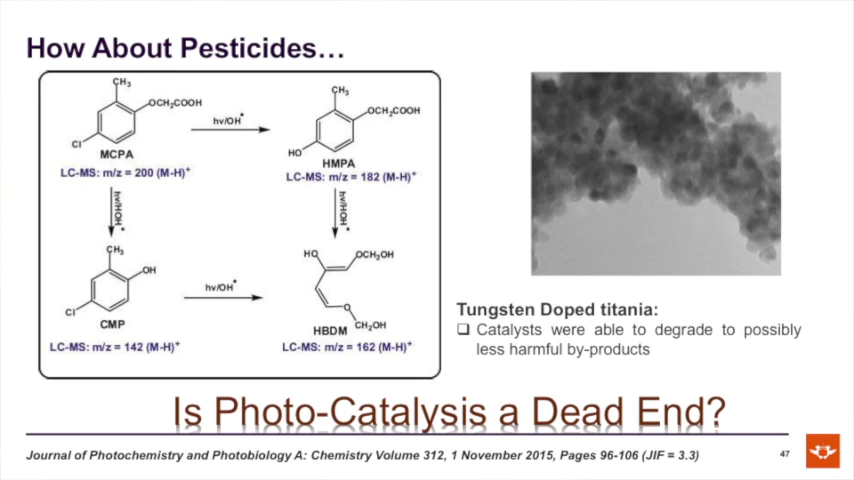 How About Pesticides...
CH₃
OCH₂COOH
Cl
MCPA
LC-MS: m/z = 200 (M-H)⁺
hv/OH•
CH₃
OCH₂COOH
HO
HMPA
LC-MS: m/z = 182 (M-H)⁺
hv/HOH•
hv/HOH•
CH₃
OH
Cl
CMP
LC-MS: m/z = 142 (M-H)⁺
hv/OH•
HO
OCH₂OH
O
CH₂OH
HBDM
LC-MS: m/z = 162 (M-H)⁺
Tungsten Doped titania:
❑ Catalysts were able to degrade to possibly
less harmful by-products
Is Photo-Catalysis a Dead End?
Journal of Photochemistry and Photobiology A: Chemistry Volume 312, 1 November 2015, Pages 96-106 (JIF = 3.3)
47